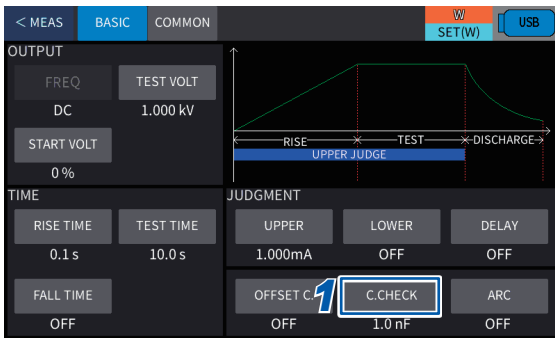 < MEAS BASIC COMMON W SET(W) USB
OUTPUT
FREQ TEST VOLT
DC 1.000 kV
START VOLT
0 %
RISE TEST DISCHARGE
UPPER JUDGE
TIME
RISE TIME TEST TIME
0.1 s 10.0 s
FALL TIME
OFF
JUDGMENT
UPPER LOWER DELAY
1.000mA OFF OFF
OFFSET C. 1 C.CHECK ARC
OFF 1.0 nF OFF